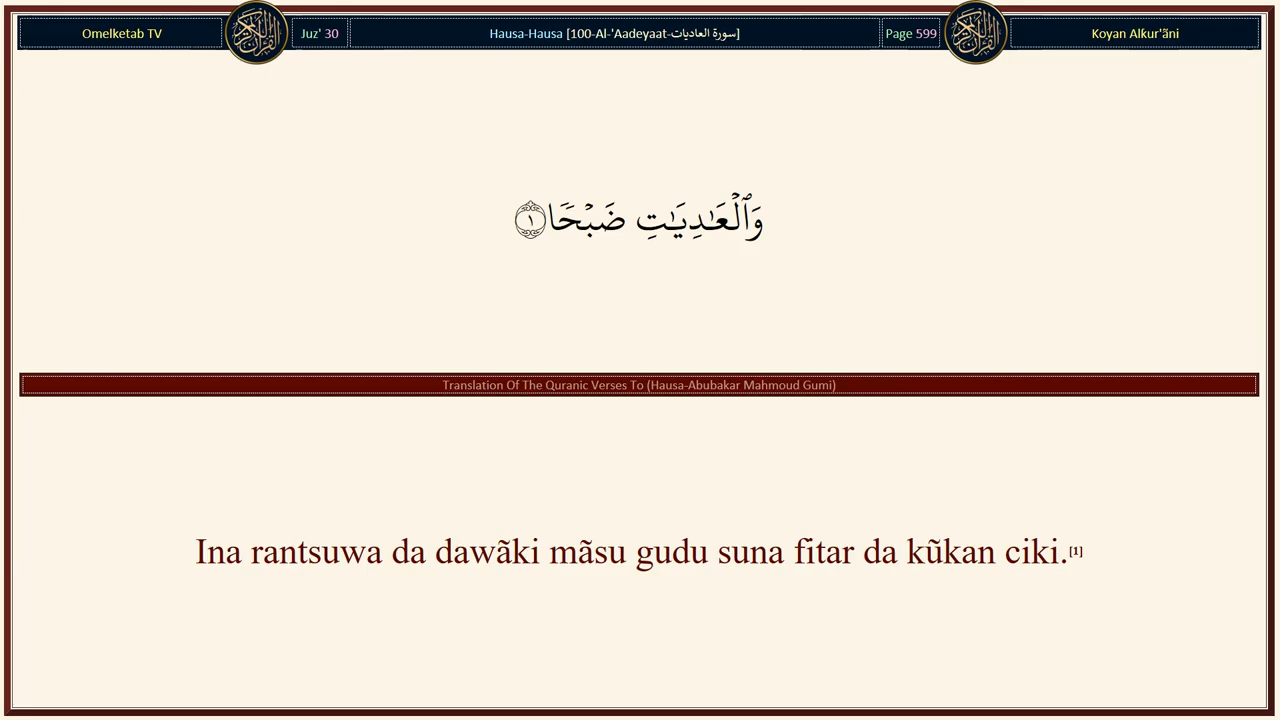 Omelketab TV
Juz' 30
Hausa-Hausa [100-Al-'Aadeyaat-سورة العاديات]
Page 599
Koyan Alƙur'ãni
وَٱلۡعَٰدِيَٰتِ ضَبۡحٗا ١
Translation Of The Quranic Verses To (Hausa-Abubakar Mahmoud Gumi)
Ina rantsuwa da dawãki mãsu gudu suna fitar da kũkan ciki.[1]